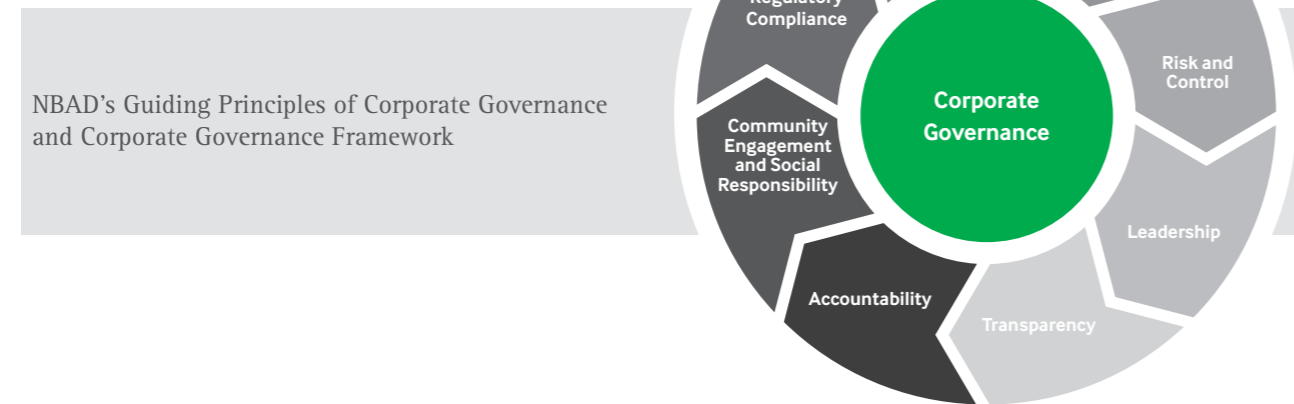 NBAD's Guiding Principles of Corporate Governance
and Corporate Governance Framework
Regulatory
Compliance
Risk and
Control
Corporate
Governance
Community
Engagement
and Social
Responsibility
Leadership
Accountability
Transparency